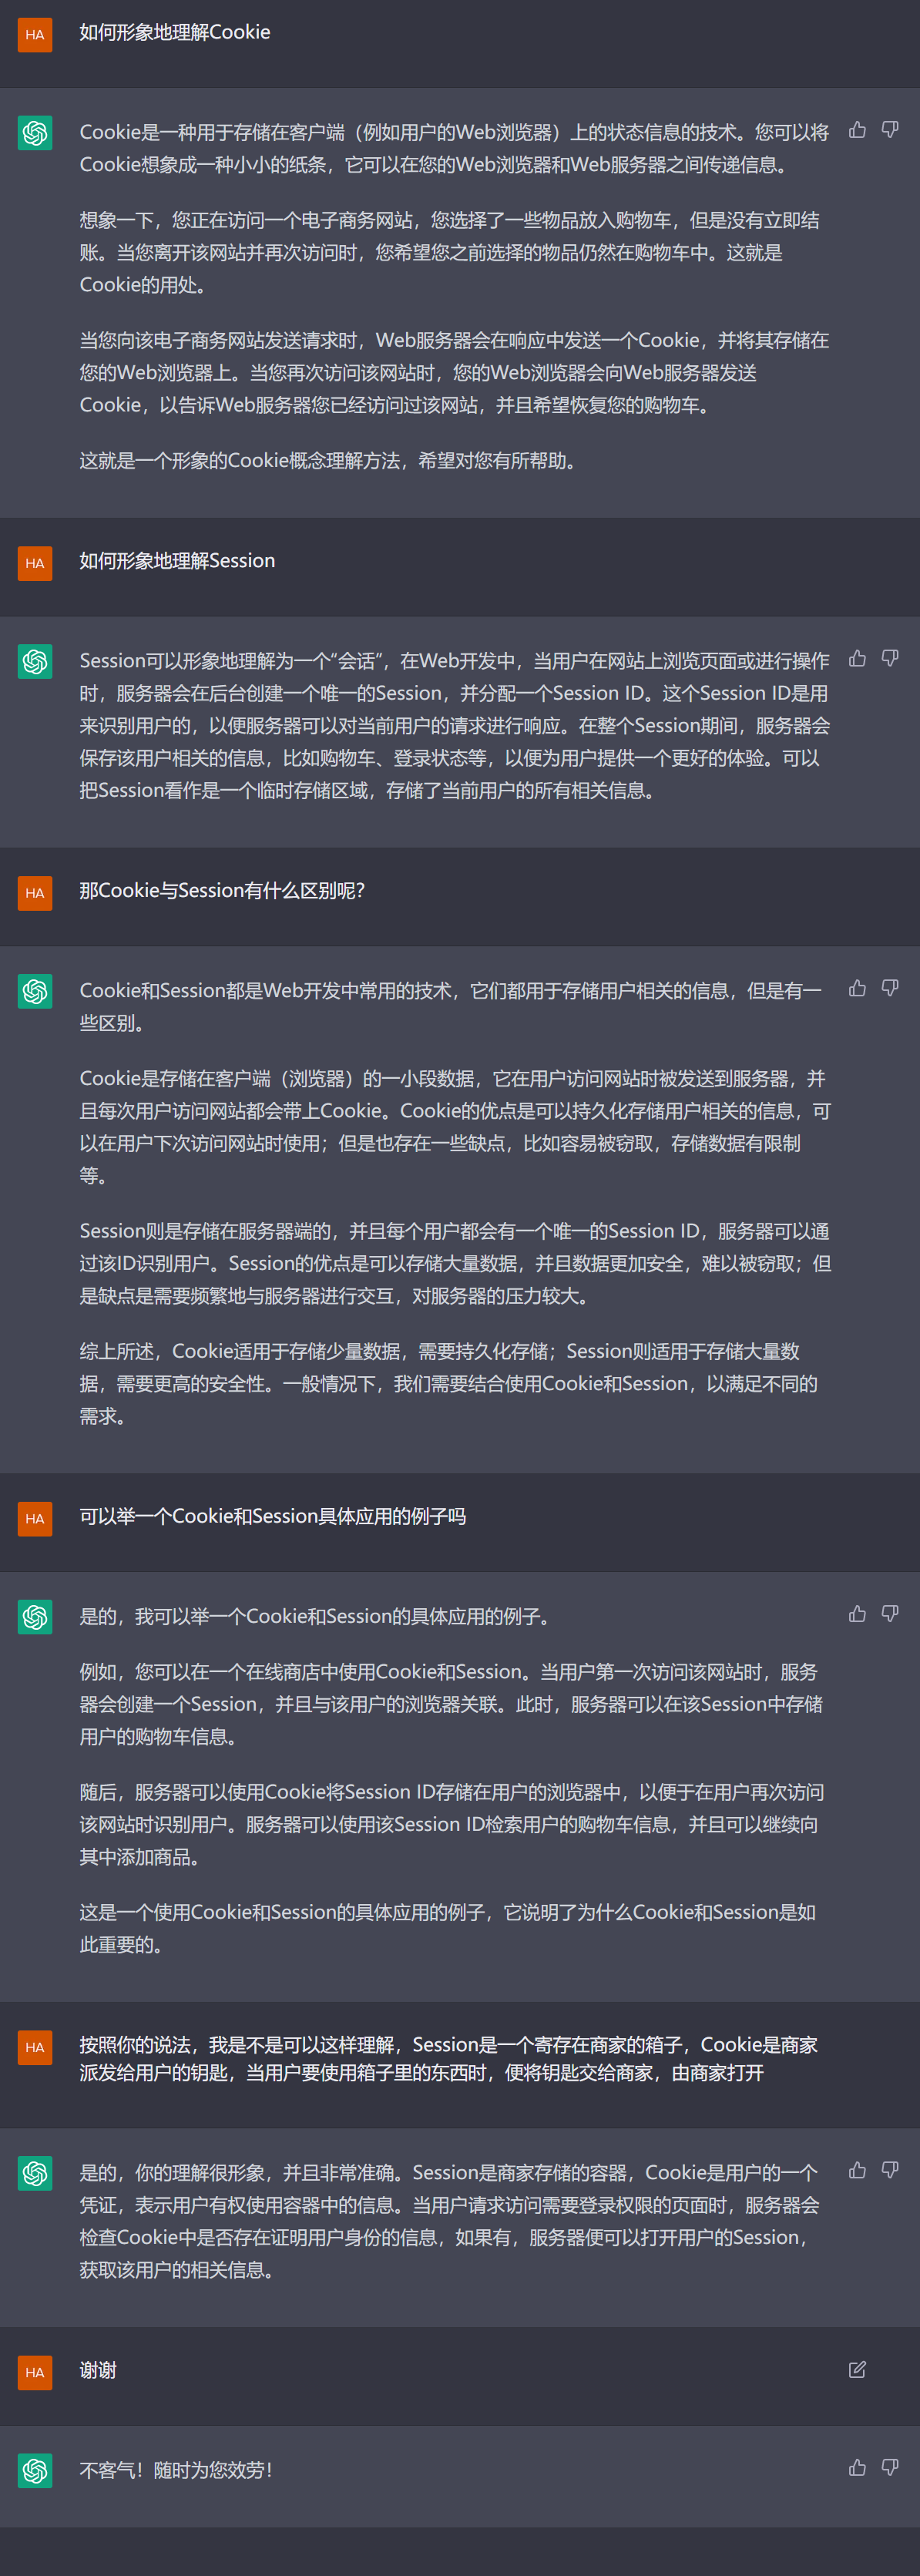 HA
如何形象地理解Cookie
Cookie是一种用于存储在客户端（例如用户的Web浏览器）上的状态信息的技术。您可以将
Cookie想象成一种小小的纸条，它可以在您的Web浏览器和Web服务器之间传递信息。
想象一下，您正在访问一个电子商务网站，您选择了一些物品放入购物车，但是没有立即结
账。当您离开该网站并再次访问时，您希望您之前选择的物品仍然在购物车中。这就是
Cookie的用处。
当您向该电子商务网站发送请求时，Web服务器会在响应中发送一个Cookie，并将其存储在
您的Web浏览器上。当您再次访问该网站时，您的Web浏览器会向Web服务器发送
Cookie，以告诉Web服务器您已经访问过该网站，并且希望恢复您的购物车。
这就是一个形象的Cookie概念理解方法，希望对您有所帮助。
HA
如何形象地理解Session
Session可以形象地理解为一个“会话”，在Web开发中，当用户在网站上浏览页面或进行操作
时，服务器会在后台创建一个唯一的Session，并分配一个Session ID。这个Session ID是用
来识别用户的，以便服务器可以对当前用户的请求进行响应。在整个Session期间，服务器会
保存该用户相关的信息，比如购物车、登录状态等，以便为用户提供一个更好的体验。可以
把Session看作是一个临时存储区域，存储了当前用户的所有相关信息。
HA
那Cookie与Session有什么区别呢？
Cookie和Session都是Web开发中常用的技术，它们都用于存储用户相关的信息，但是有一
些区别。
Cookie是存储在客户端（浏览器）的一小段数据，它在用户访问网站时被发送到服务器，并
且每次用户访问网站都会带上Cookie。Cookie的优点是可以持久化存储用户相关的信息，可
以在用户下次访问网站时使用；但是也存在一些缺点，比如容易被窃取，存储数据有限制
等。
Session则是存储在服务器端的，并且每个用户都会有一个唯一的Session ID，服务器可以通
过该ID识别用户。Session的优点是可以存储大量数据，并且数据更加安全，难以被窃取；但
是缺点是需要频繁地与服务器进行交互，对服务器的压力较大。
综上所述，Cookie适用于存储少量数据，需要持久化存储；Session则适用于存储大量数
据，需要更高的安全性。一般情况下，我们需要结合使用Cookie和Session，以满足不同的
需求。
HA
可以举一个Cookie和Session具体应用的例子吗
是的，我可以举一个Cookie和Session的具体应用的例子。
例如，您可以在一个在线商店中使用Cookie和Session。当用户第一次访问该网站时，服务
器会创建一个Session，并且与该用户的浏览器关联。此时，服务器可以在该Session中存储
用户的购物车信息。
随后，服务器可以使用Cookie将Session ID存储在用户的浏览器中，以便于在用户再次访问
该网站时识别用户。服务器可以使用该Session ID检索用户的购物车信息，并且可以继续向
其中添加商品。
这是一个使用Cookie和Session的具体应用的例子，它说明了为什么Cookie和Session是如
此重要的。
HA
按照你的说法，我是不是可以这样理解，Session是一个寄存在商家的箱子，Cookie是商家
派发给用户的钥匙，当用户要使用箱子里的东西时，便将钥匙交给商家，由商家打开
是的，你的理解很形象，并且非常准确。Session是商家存储的容器，Cookie是用户的一个
凭证，表示用户有权使用容器中的信息。当用户请求访问需要登录权限的页面时，服务器会
检查Cookie中是否存在证明用户身份的信息，如果有，服务器便可以打开用户的Session，
获取该用户的相关信息。
HA
谢谢
不客气！随时为您效劳！